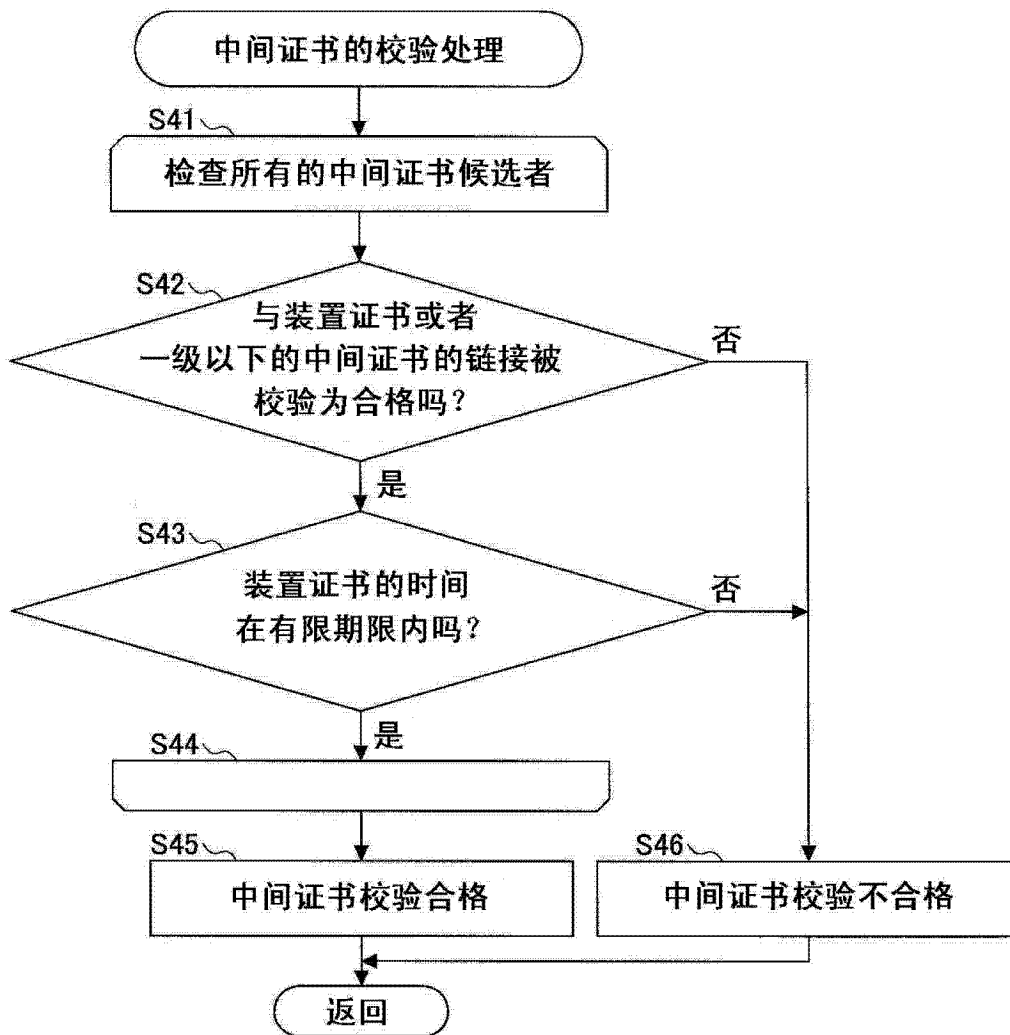 中间证书的校验处理
S41
检查所有的中间证书候选者
S42
与装置证书或者
一级以下的中间证书的链接被
校验为合格吗？
否
是
S43
装置证书的时间
在有限期限内吗？
否
是
S44
S45
中间证书校验合格
S46
中间证书校验不合格
返回